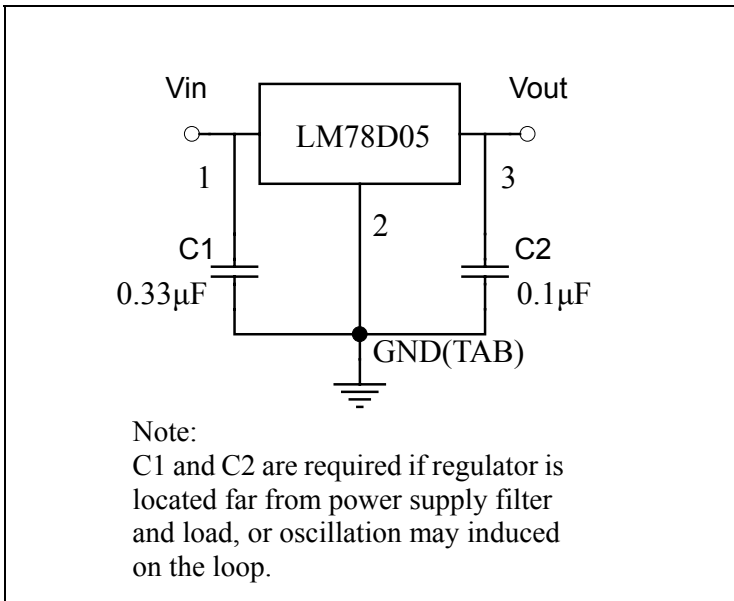 Vin
Vout
LM78D05
1
3
2
C1
C2
0.33μF
0.1μF
GND(TAB)
Note:
C1 and C2 are required if regulator is
located far from power supply filter
and load, or oscillation may induced
on the loop.